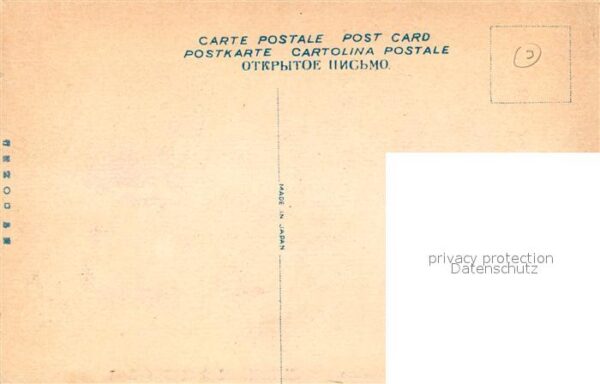 CARTE POSTALE POST CARD
POSTKARTE CARTOLINA POSTALE
ОТКРЫТОЕ ПИСЬМО.
MADE IN JAPAN
privacy protection
Datenschutz